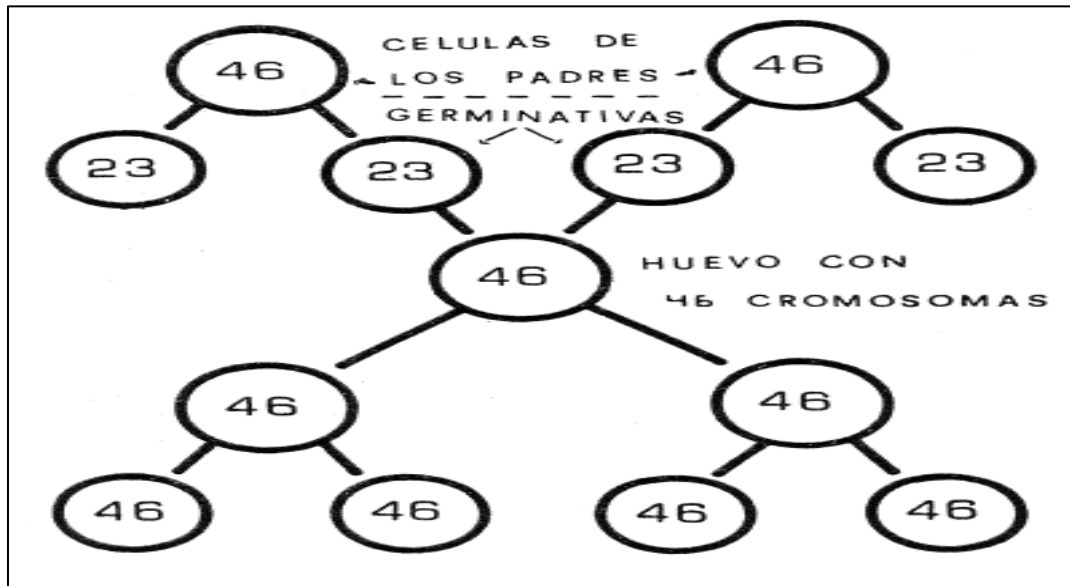 CELULAS DE
46 LOS PADRES 46
GERMINATIVAS
23 23 23 23
46 HUEVO CON
46 CROMOSOMAS
46 46
46 46 46 46